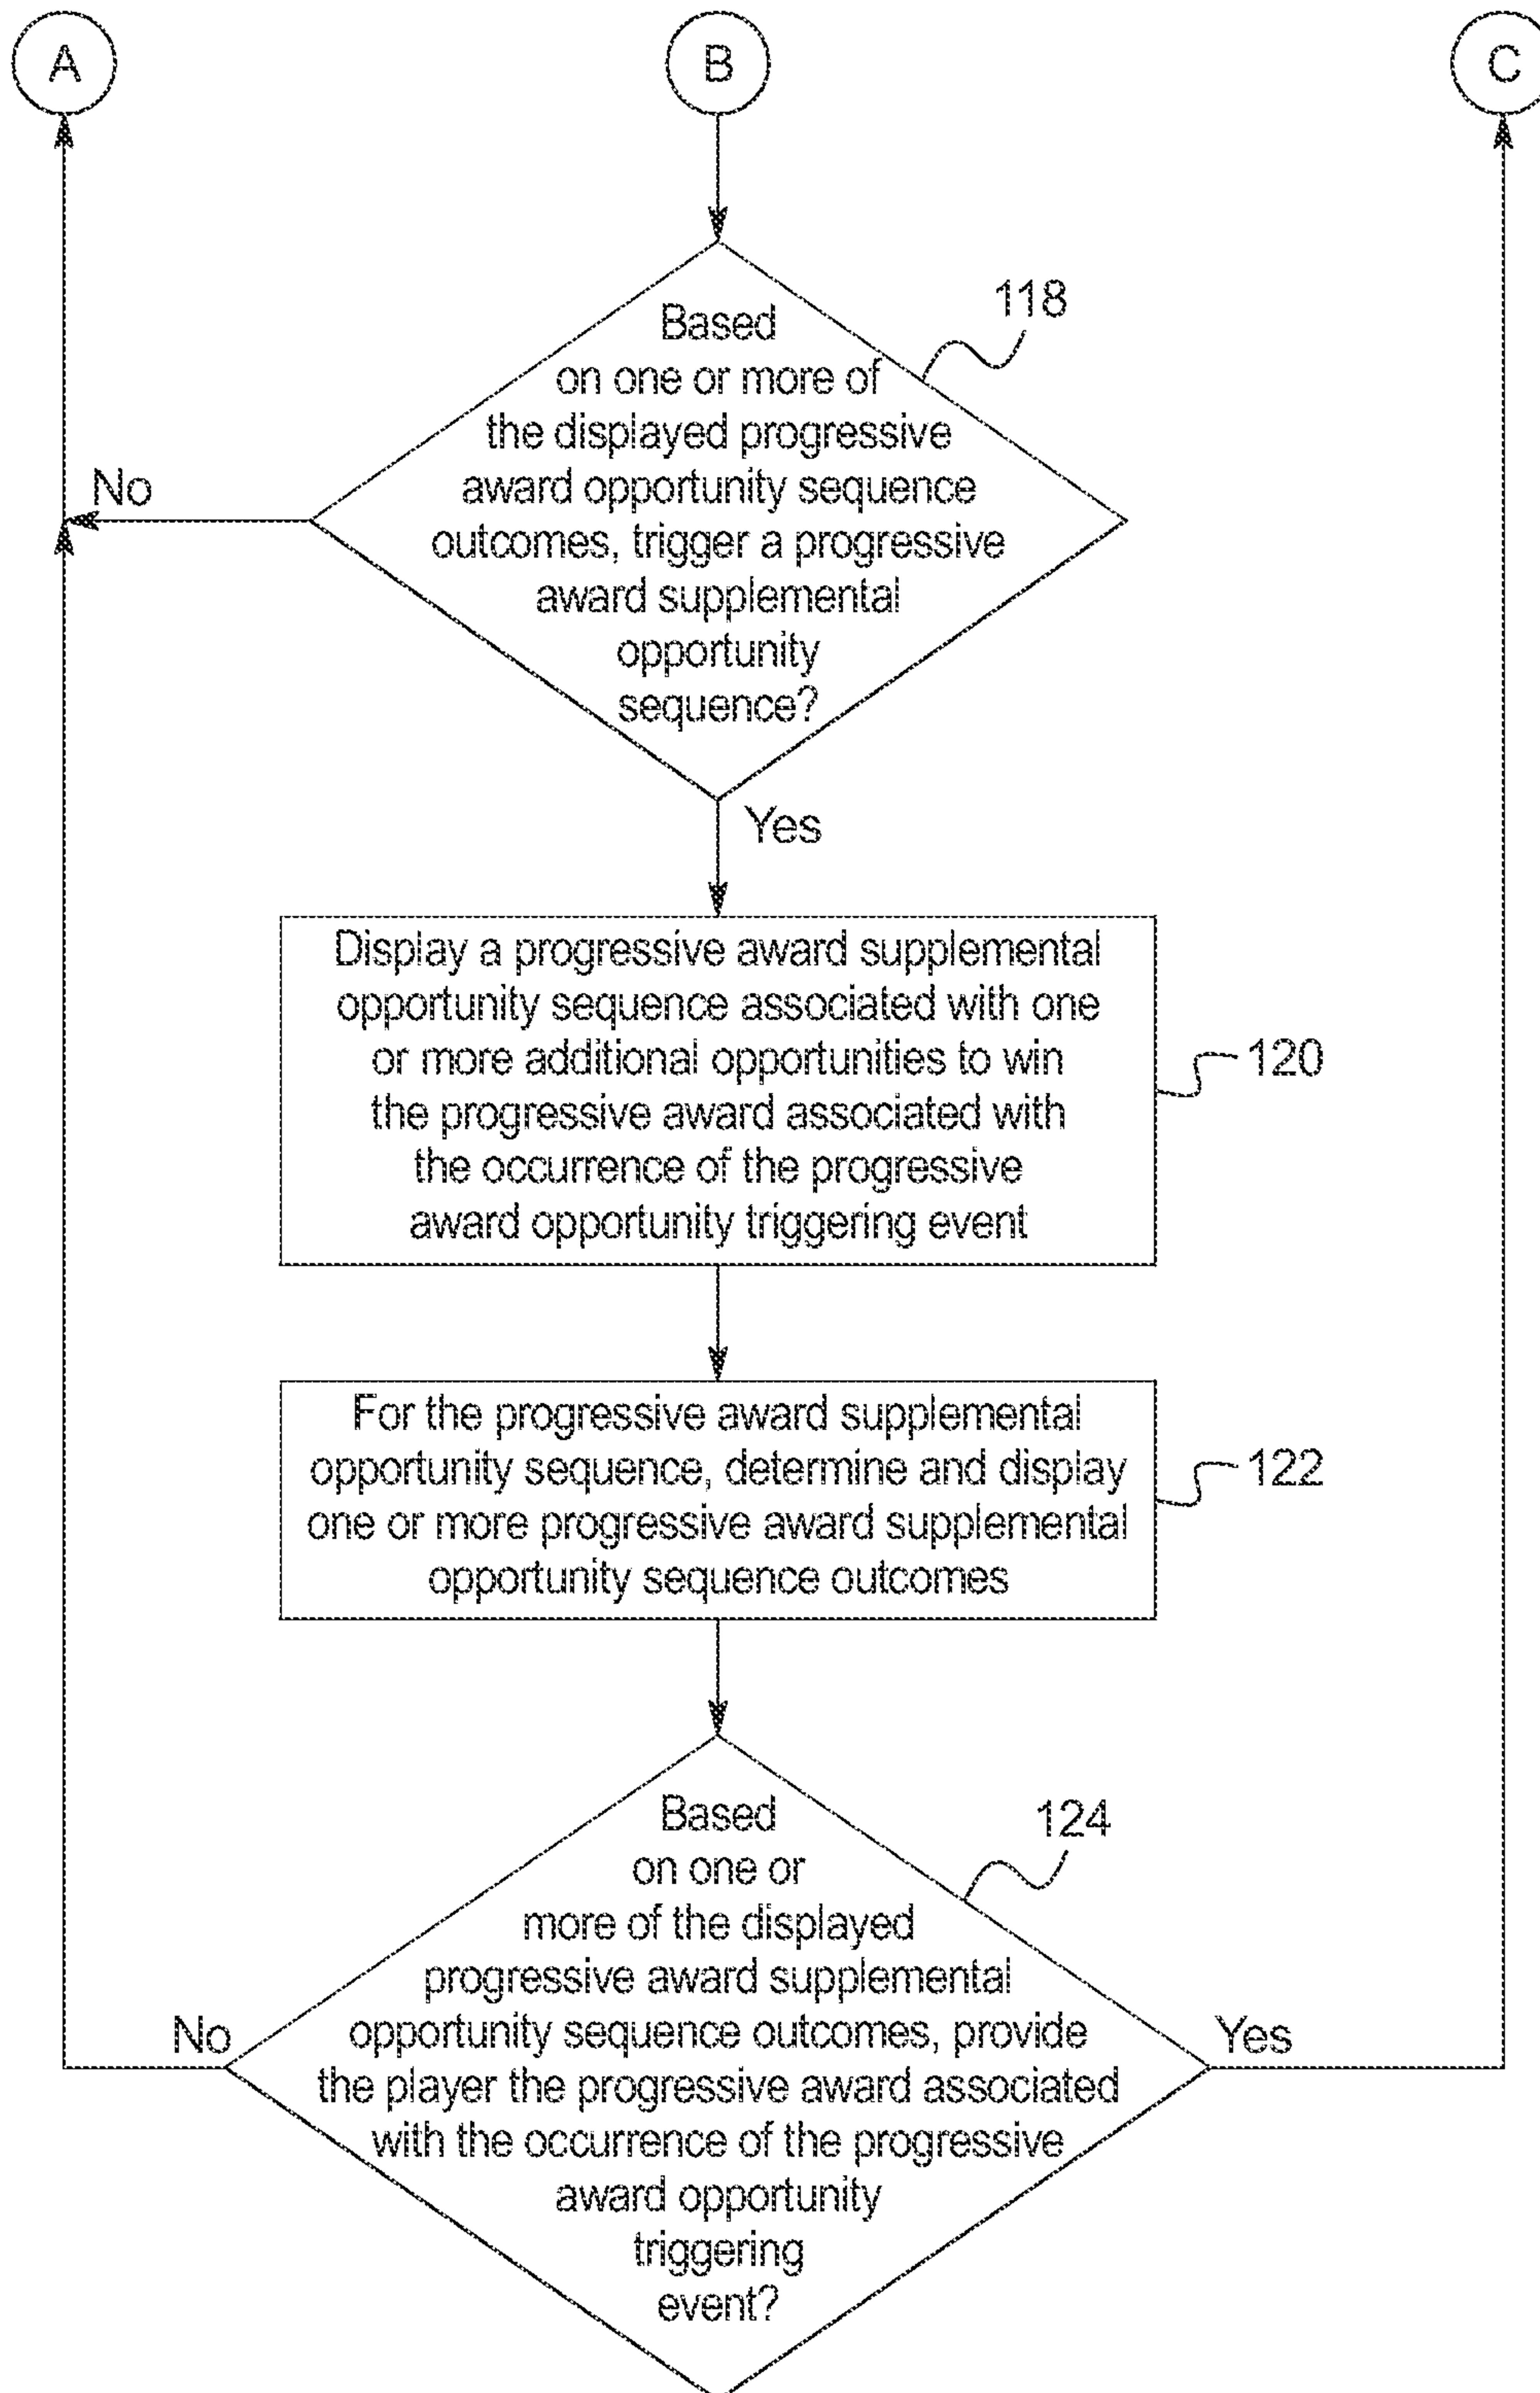 A
B
C
118
Based
on one or more of
the displayed progressive
award opportunity sequence
outcomes, trigger a progressive
award supplemental
opportunity
sequence?
No
Yes
Display a progressive award supplemental
opportunity sequence associated with one
or more additional opportunities to win
the progressive award associated with
the occurrence of the progressive
award opportunity triggering event
120
For the progressive award supplemental
opportunity sequence, determine and display
one or more progressive award supplemental
opportunity sequence outcomes
122
124
Based
on one or
more of the displayed
progressive award supplemental
opportunity sequence outcomes, provide
the player the progressive award associated
with the occurrence of the progressive
award opportunity
triggering
event?
No
Yes